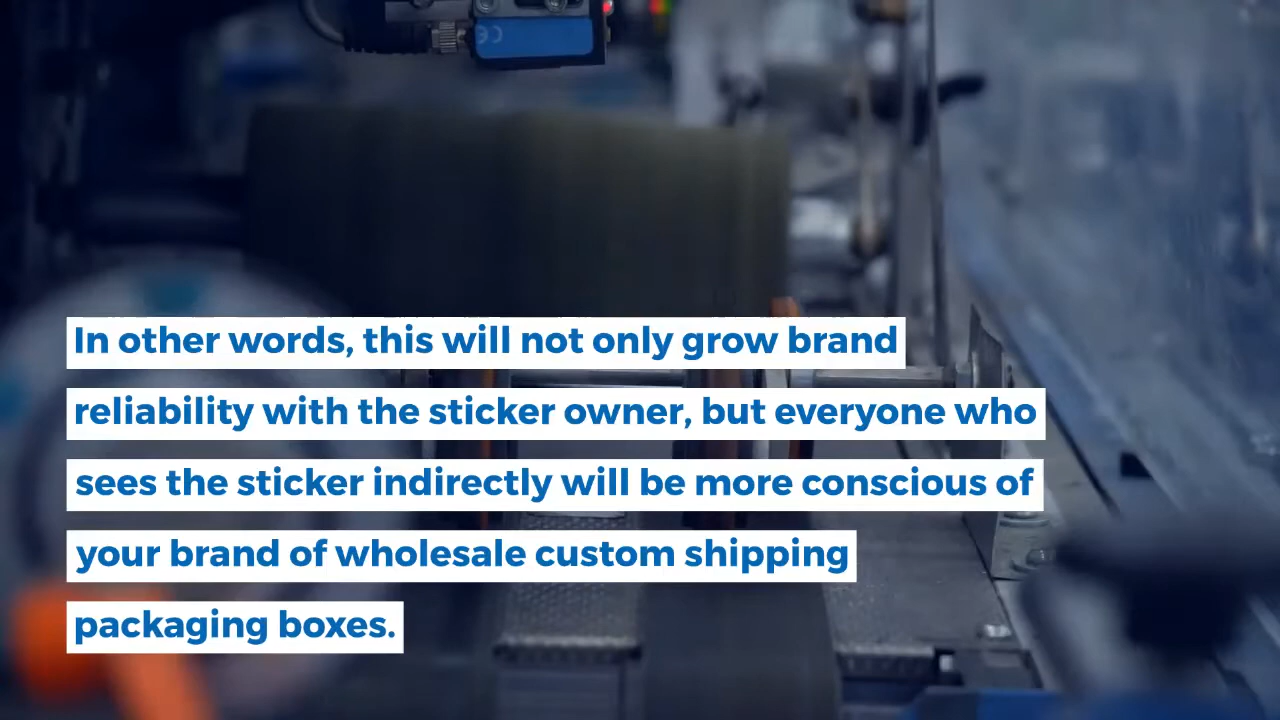 In other words, this will not only grow brand
reliability with the sticker owner, but everyone who
sees the sticker indirectly will be more conscious of
your brand of wholesale custom shipping
packaging boxes.